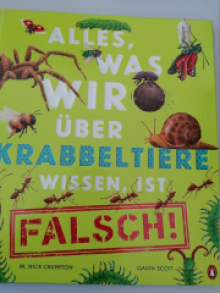 ALLES,
WAS
WIR
ÜBER
KRABBELTIERE
WISSEN, IST
FALSCH!
DR. NICK CRUMPTON
GAVIN SCOTT